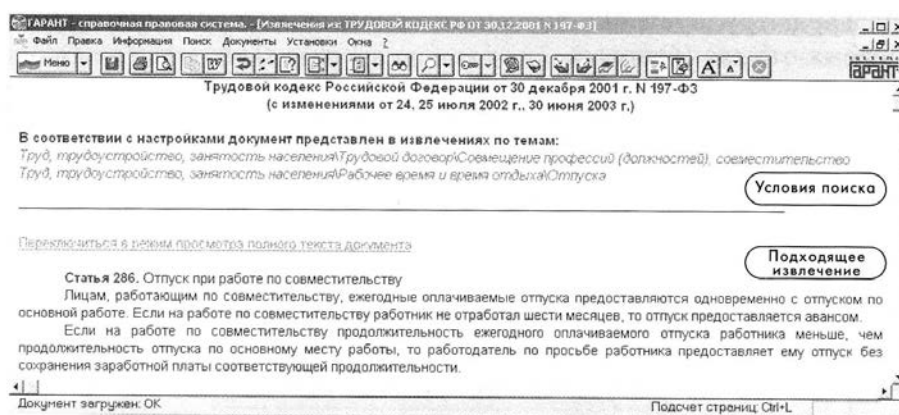 ГАРАНТ - справочная правовая система. - [Извлечения из: ТРУДОВОЙ КОДЕКС РФ ОТ 30.12.2001 N 197-ФЗ]
Файл Правка Информация Поиск Документы Установки Окна ?
Меню
ГАРАНТ
Трудовой кодекс Российской Федерации от 30 декабря 2001 г. N 197-ФЗ
(с изменениями от 24, 25 июля 2002 г., 30 июня 2003 г.)
В соответствии с настройками документ представлен в извлечениях по темам:
Труд, трудоустройство, занятость населения\Трудовой договор\Совмещение профессий (должностей), совместительство
Труд, трудоустройство, занятость населения\Рабочее время и время отдыха\Отпуска
Условия поиска
Переключиться в режим просмотра полного текста документа
Подходящее
извлечение
Статья 286. Отпуск при работе по совместительству
Лицам, работающим по совместительству, ежегодные оплачиваемые отпуска предоставляются одновременно с отпуском по
основной работе. Если на работе по совместительству работник не отработал шести месяцев, то отпуск предоставляется авансом.
Если на работе по совместительству продолжительность ежегодного оплачиваемого отпуска работника меньше, чем
продолжительность отпуска по основному месту работы, то работодатель по просьбе работника предоставляет ему отпуск без
сохранения заработной платы соответствующей продолжительности.
Документ загружен: OK
Подсчет страниц: Ctrl+L